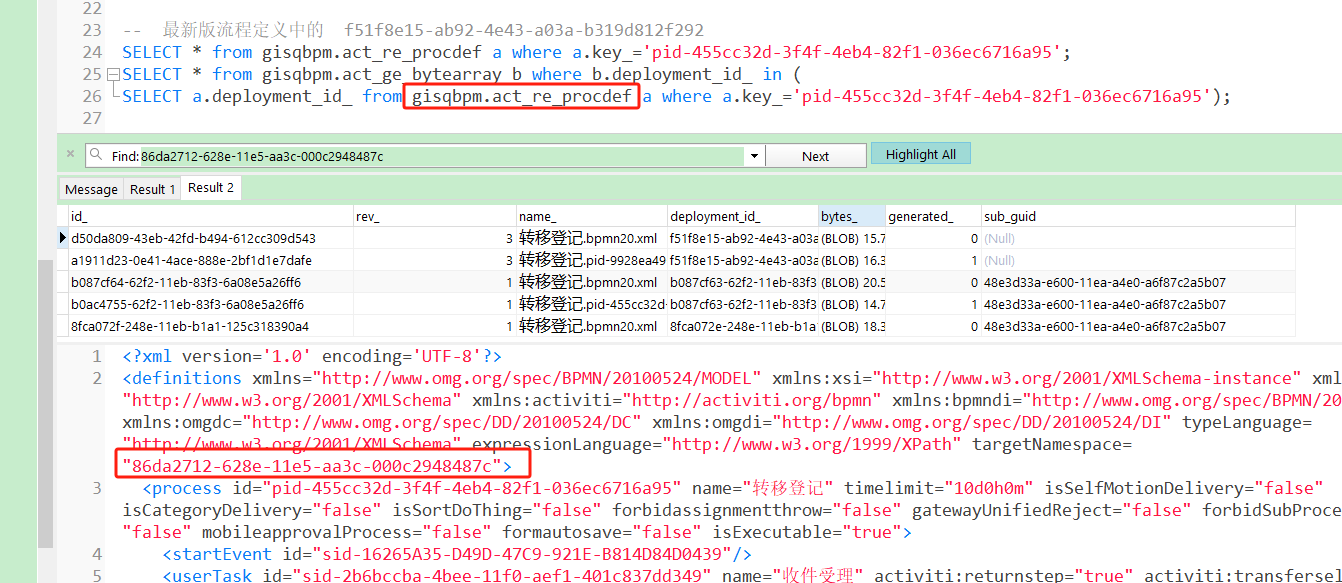 22
23 -- 最新版流程定义中的 f51f8e15-ab92-4e43-a03a-b319d812f292
24 SELECT * from gisqbpm.act_re_procdef a where a.key_='pid-455cc32d-3f4f-4eb4-82f1-036ec6716a95';
25 SELECT * from gisqbpm.act_ge_bytearray b where b.deployment_id_ in (
26 SELECT a.deployment_id_ from gisqbpm.act_re_procdef a where a.key_='pid-455cc32d-3f4f-4eb4-82f1-036ec6716a95');
27
× Find: 86da2712-628e-11e5-aa3c-000c2948487c Next Highlight All
Message Result 1 Result 2
id_ rev_ name_ deployment_id_ bytes_ generated_ sub_guid
d50da809-43eb-42fd-b494-612cc309d543 3 转移登记.bpmn20.xml f51f8e15-ab92-4e43-a03a (BLOB) 15.7 0 (Null)
a1911d23-0e41-4ace-888e-2bf1d1e7dafe 3 转移登记.pid-9928ea49 f51f8e15-ab92-4e43-a03a (BLOB) 16.3 1 (Null)
b087cf64-62f2-11eb-83f3-6a08e5a26ff6 1 转移登记.bpmn20.xml b087cf63-62f2-11eb-83f3 (BLOB) 20.5 0 48e3d33a-e600-11ea-a4e0-a6f87c2a5b07
b0ac4755-62f2-11eb-83f3-6a08e5a26ff6 1 转移登记.pid-455cc32d- b087cf63-62f2-11eb-83f3 (BLOB) 14.7 1 48e3d33a-e600-11ea-a4e0-a6f87c2a5b07
8fca072f-248e-11eb-b1a1-125c318390a4 1 转移登记.bpmn20.xml 8fca072e-248e-11eb-b1a1 (BLOB) 18.3 0 48e3d33a-e600-11ea-a4e0-a6f87c2a5b07
1 <?xml version='1.0' encoding='UTF-8'?>
2 <definitions xmlns="http://www.omg.org/spec/BPMN/20100524/MODEL" xmlns:xsi="http://www.w3.org/2001/XMLSchema-instance" xml
"http://www.w3.org/2001/XMLSchema" xmlns:activiti="http://activiti.org/bpmn" xmlns:bpmndi="http://www.omg.org/spec/BPMN/20
xmlns:omgdc="http://www.omg.org/spec/DD/20100524/DC" xmlns:omgdi="http://www.omg.org/spec/DD/20100524/DI" typeLanguage=
"http://www.w3.org/2001/XMLSchema" expressionLanguage="http://www.w3.org/1999/XPath" targetNamespace=
"86da2712-628e-11e5-aa3c-000c2948487c">
3 <process id="pid-455cc32d-3f4f-4eb4-82f1-036ec6716a95" name="转移登记" timelimit="10d0h0m" isSelfMotionDelivery="false"
isCategoryDelivery="false" isSortDoThing="false" forbidassignmentthrow="false" gatewayUnifiedReject="false" forbidSubProce
"false" mobileapprovalProcess="false" formautosave="false" isExecutable="true">
4 <startEvent id="sid-16265A35-D49D-47C9-921E-B814D84D0439"/>
5 <userTask id="sid-2b6bccba-4bee-11f0-aef1-401c837dd349" name="收件受理" activiti:returnstep="true" activiti:transfersel